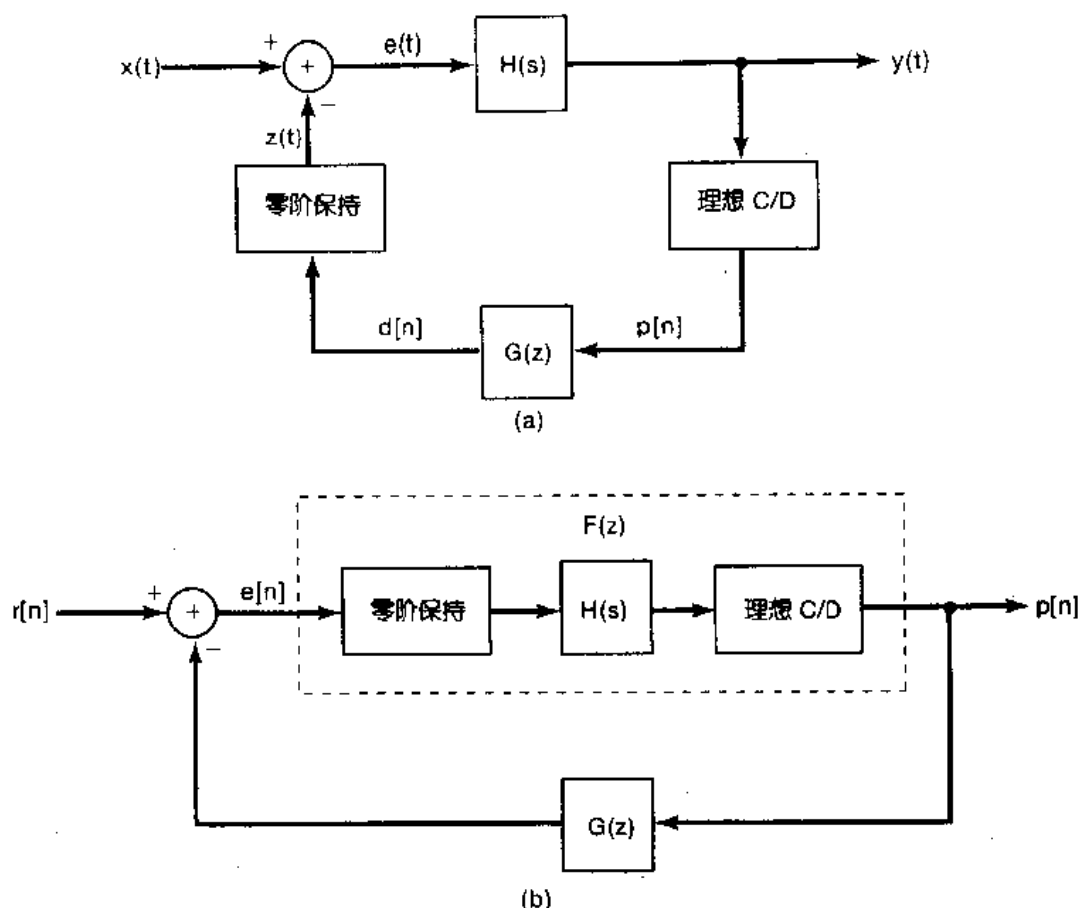 x(t)
+
+
−
e(t)
H(s)
y(t)
z(t)
零阶保持
理想 C/D
d[n]
G(z)
p[n]
(a)
F(z)
r[n]
+
+
−
e[n]
零阶保持
H(s)
理想 C/D
p[n]
G(z)
(b)